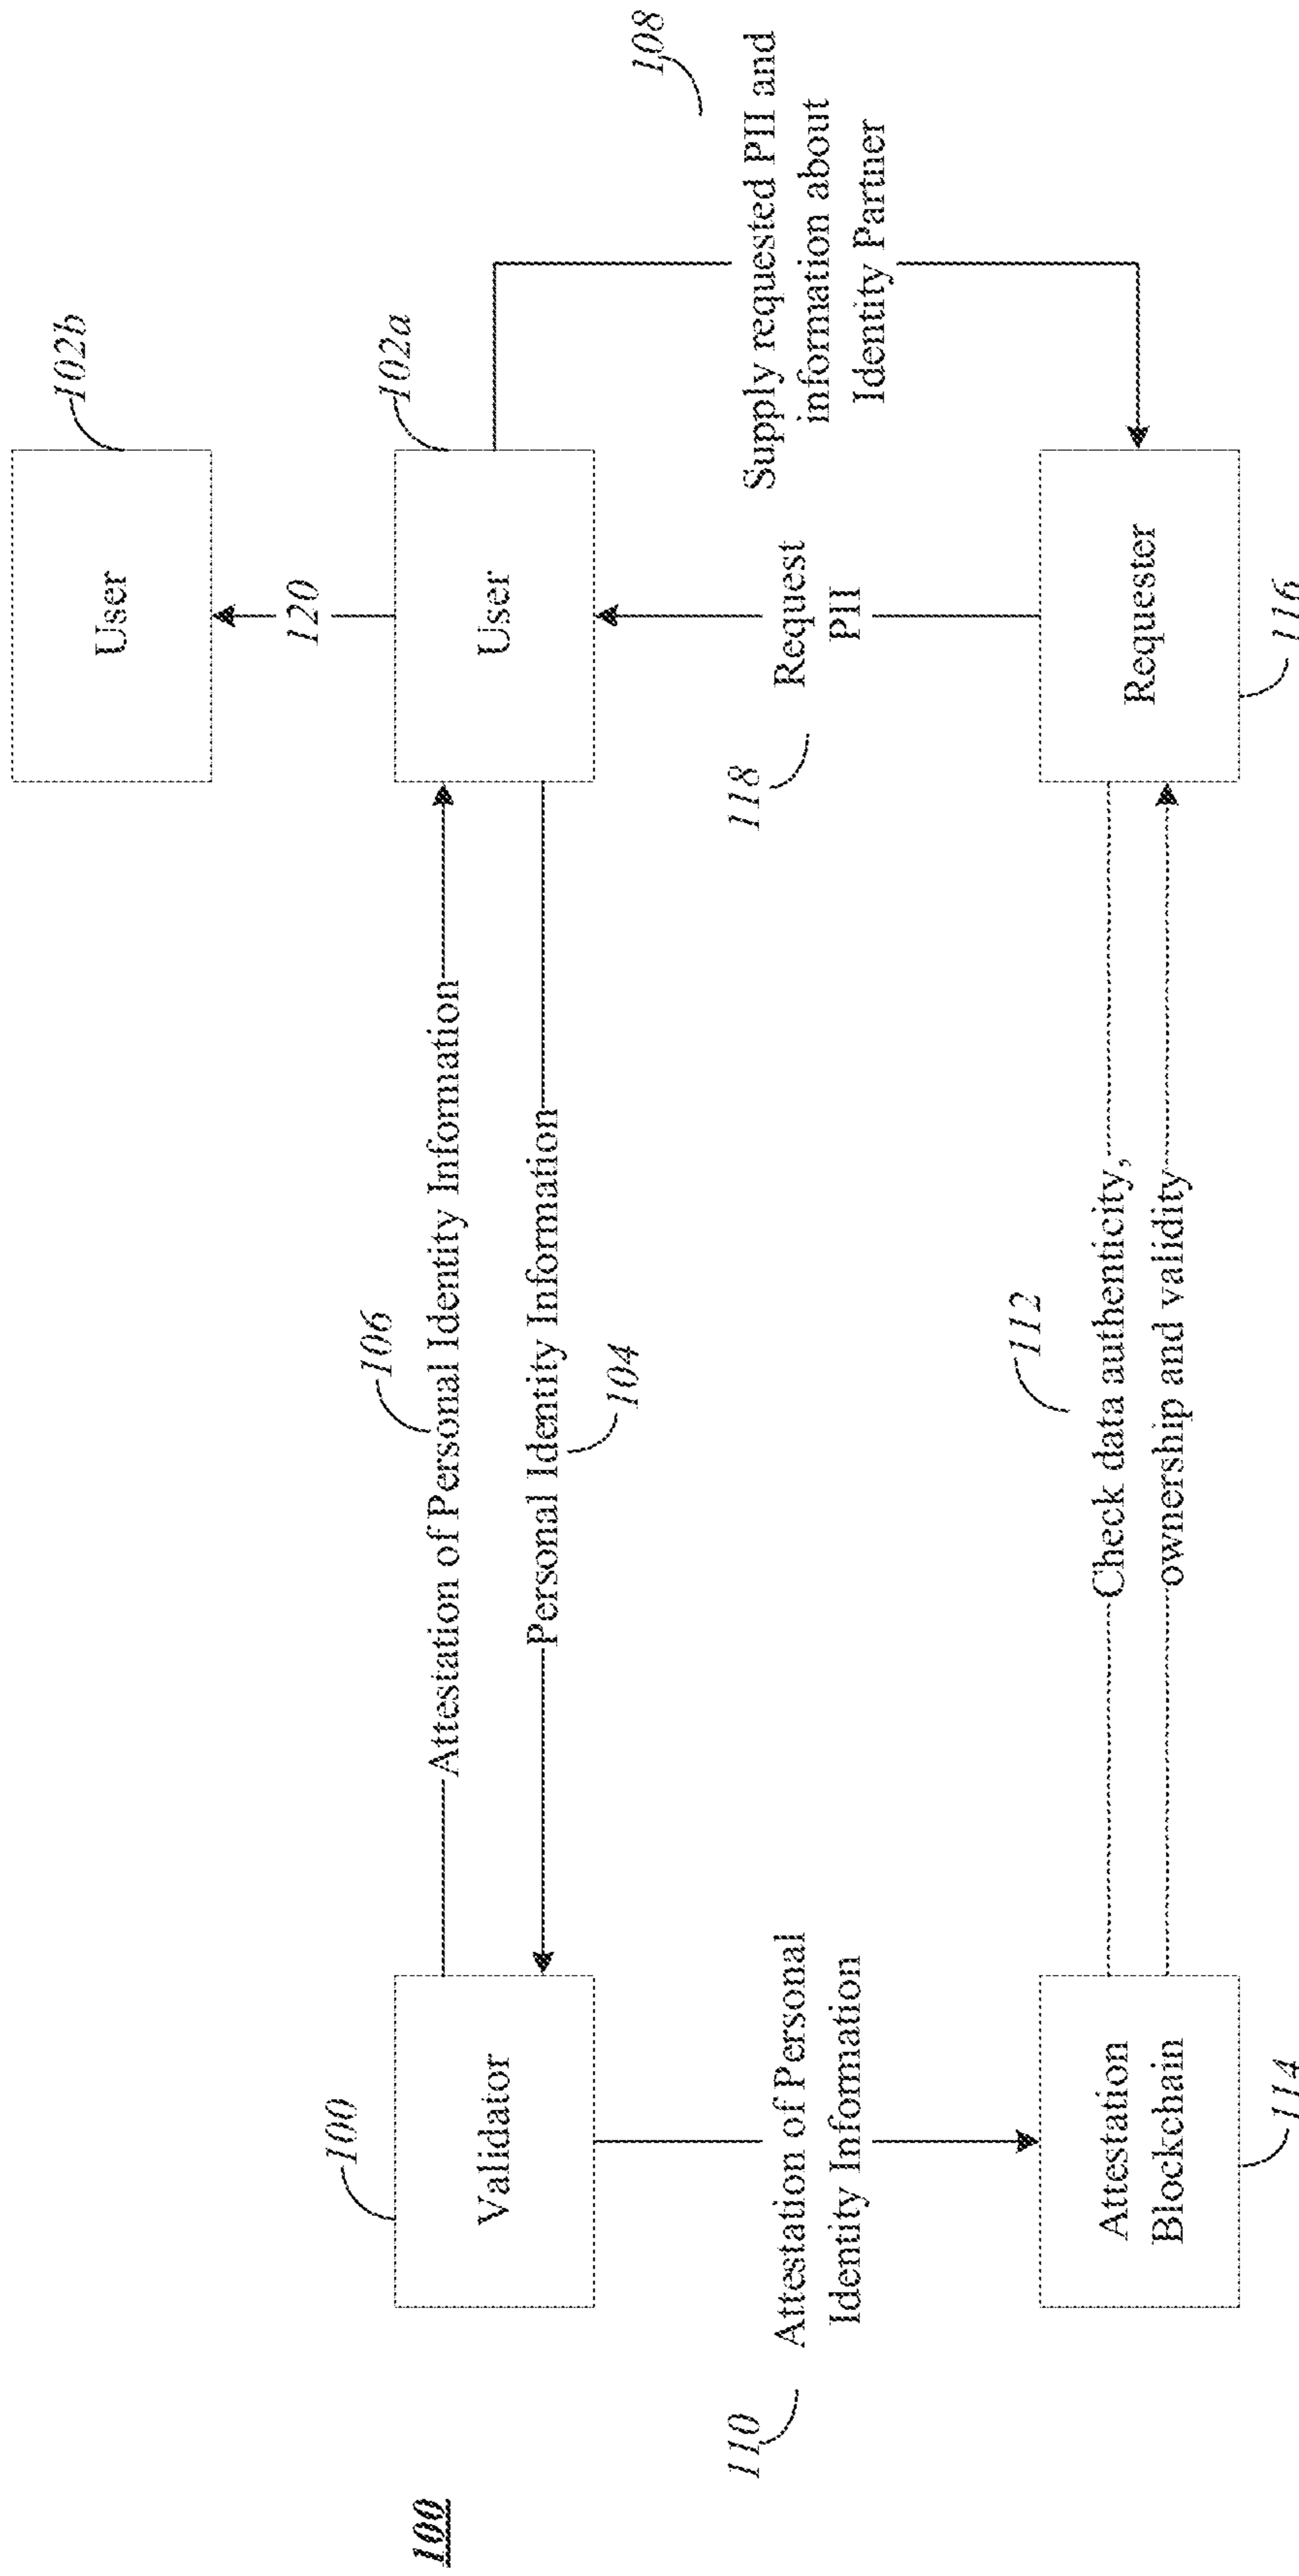 100
102b
User
120
100
Validator
106
Attestation of Personal Identity Information
Personal Identity Information
104
102a
User
110
Attestation of Personal
Identity Information
118
Request
PII
108
Supply requested PII and
information about
Identity Partner
Attestation
Blockchain
114
112
Check data authenticity,
ownership and validity
Requester
116